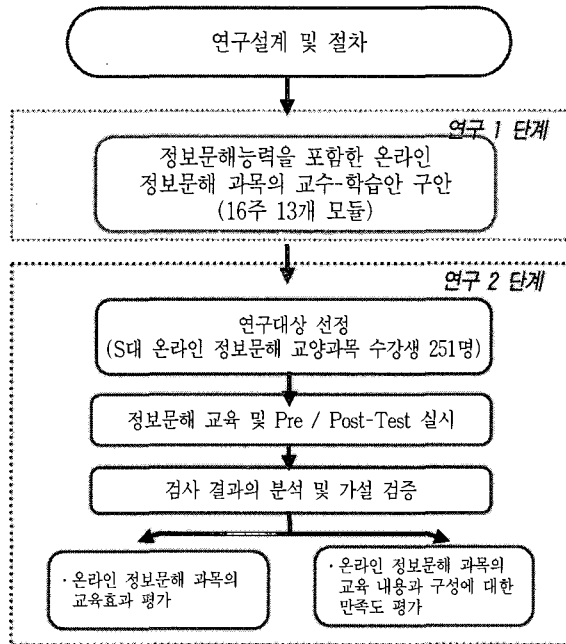 연구설계 및 절차
연구 1 단계
정보문해능력을 포함한 온라인
정보문해 과목의 교수-학습안 구안
(16주 13개 모듈)
연구 2 단계
연구대상 선정
(S대 온라인 정보문해 교양과목 수강생 251명)
정보문해 교육 및 Pre / Post-Test 실시
검사 결과의 분석 및 가설 검증
· 온라인 정보문해 과목의
교육효과 평가
· 온라인 정보문해 과목의
교육 내용과 구성에 대한
만족도 평가